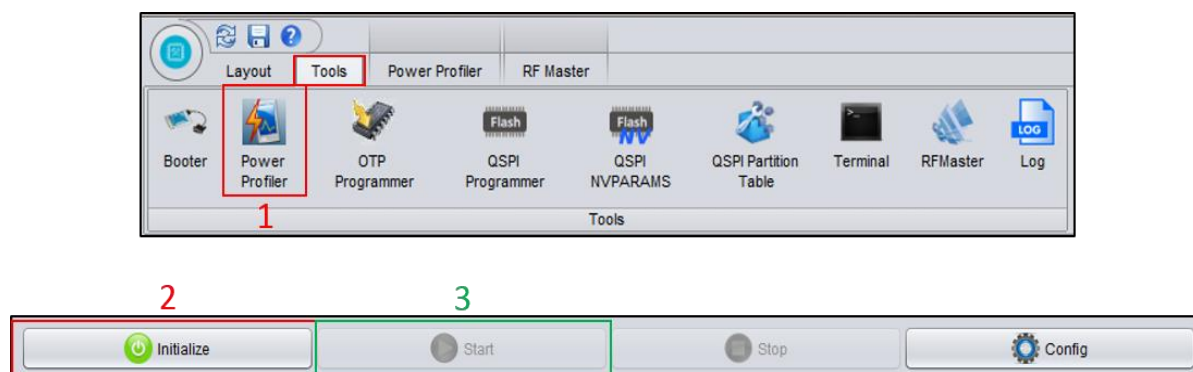 Layout Tools Power Profiler RF Master
Flash Flash LOG
NV
Booter Power OTP QSPI QSPI QSPI Partition Terminal RFMaster Log
Profiler Programmer Programmer NVPARAMS Table
1
Tools
2 3
Initialize Start Stop Config